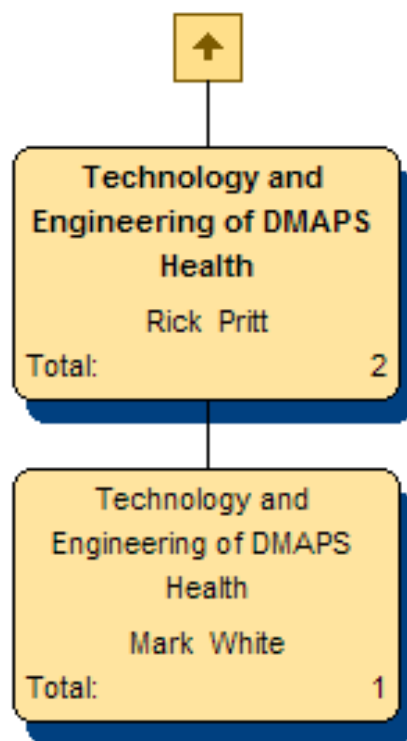 Technology and
Engineering of DMAPS
Health
Rick Pritt
Total: 2
Technology and
Engineering of DMAPS
Health
Mark White
Total: 1